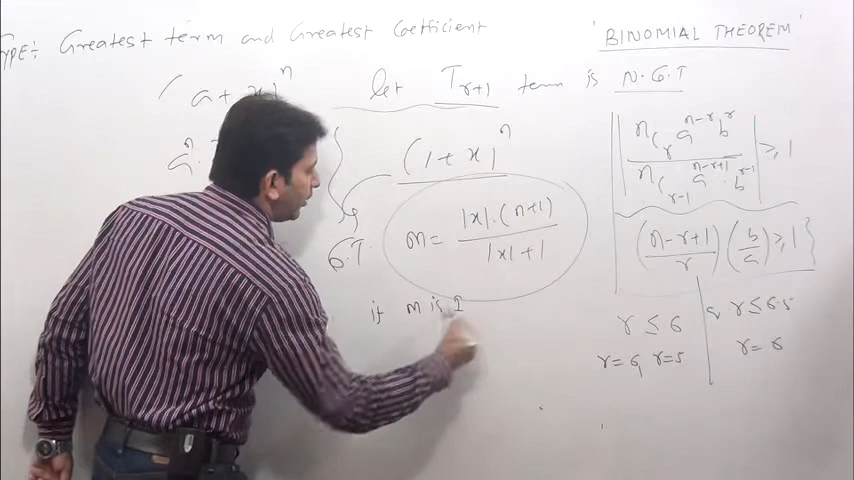 TYPE:- Greatest term and Greatest Coefficient
'BINOMIAL THEOREM'
(a+ x)ⁿ
let T_{r+1} term is N.G.T
aⁿ.
(1+x)ⁿ
G.T.
m = |x|.(n+1) / |x|+1
if m is I
|ⁿC_r a^{n-r} b^r / ⁿC_{r-1} a^{n-r+1}.b^{r-1}| ≥ 1
((n-r+1)/r) (b/a) ≥ 1
r ≤ 6
r=6, r=5
r ≤ 6.5
r = 6